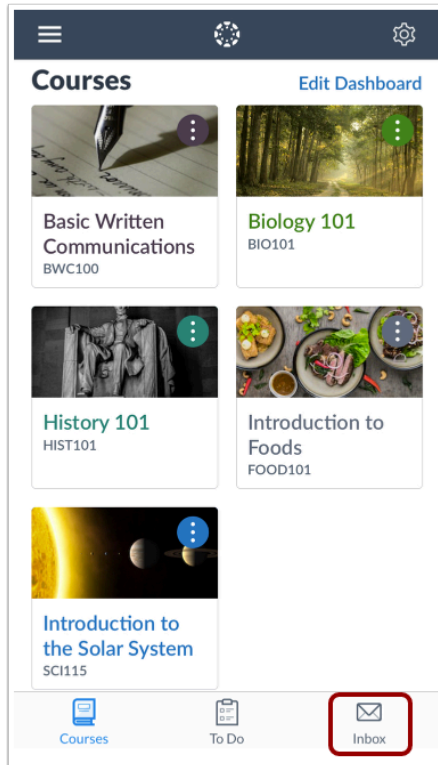 Courses
Edit Dashboard
Basic Written
Communications
BWC100
Biology 101
BIO101
History 101
HIST101
Introduction to
Foods
FOOD101
Introduction to
the Solar System
SCI115
Courses
To Do
Inbox